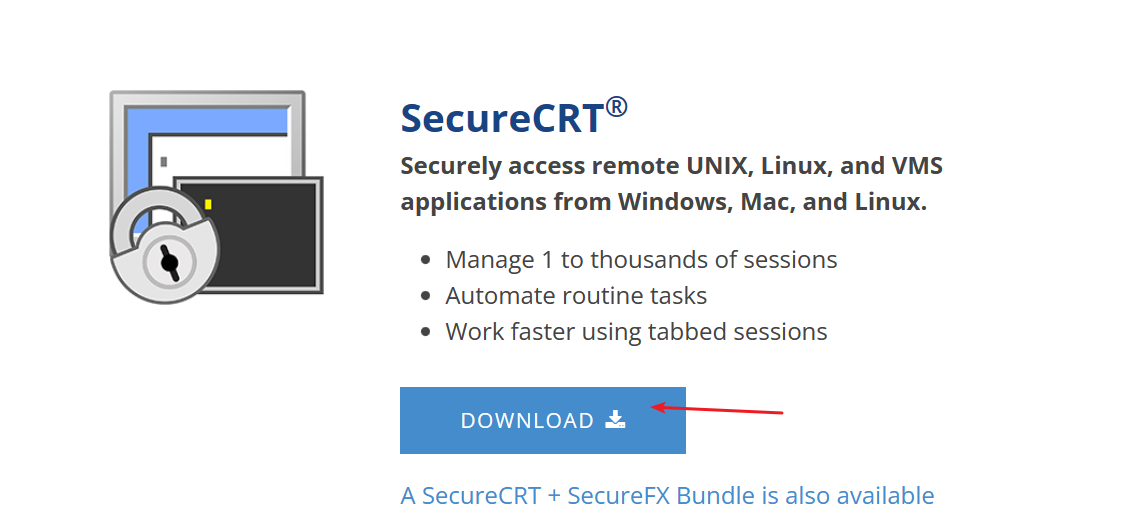 SecureCRT®
Securely access remote UNIX, Linux, and VMS
applications from Windows, Mac, and Linux.
• Manage 1 to thousands of sessions
• Automate routine tasks
• Work faster using tabbed sessions
DOWNLOAD
A SecureCRT + SecureFX Bundle is also available